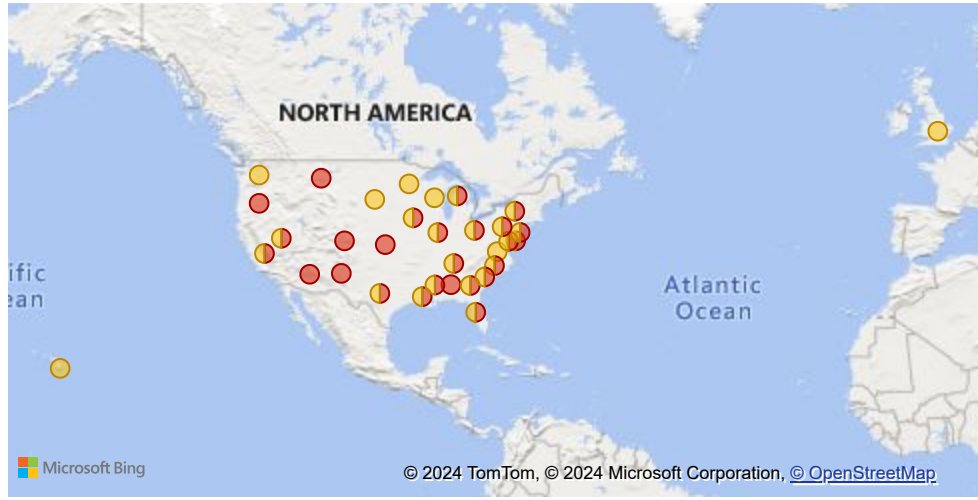 NORTH AMERICA
ific
ean
Atlantic
Ocean
Microsoft Bing
© 2024 TomTom, © 2024 Microsoft Corporation, © OpenStreetMap